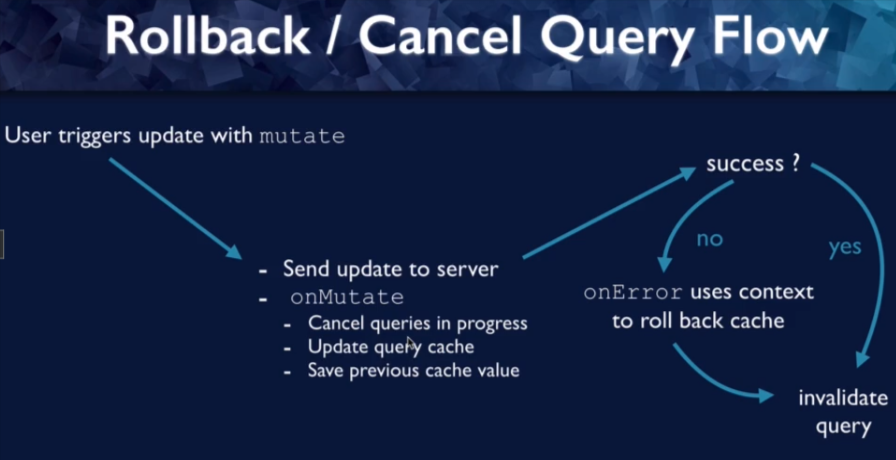 Rollback / Cancel Query Flow
User triggers update with mutate
success ?
no
yes
- Send update to server
- onMutate
- Cancel queries in progress
- Update query cache
- Save previous cache value
onError uses context
to roll back cache
invalidate
query